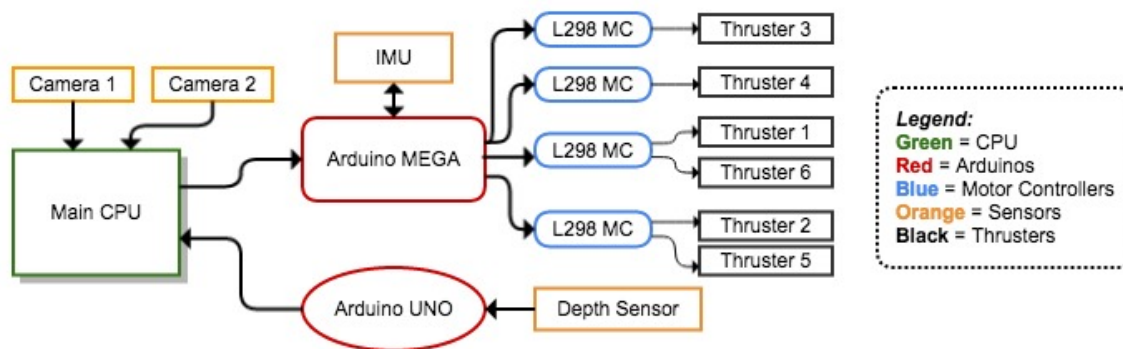 Camera 1
Camera 2
Main CPU
IMU
Arduino MEGA
Arduino UNO
Depth Sensor
L298 MC
Thruster 3
L298 MC
Thruster 4
L298 MC
Thruster 1
Thruster 6
L298 MC
Thruster 2
Thruster 5
Legend:
Green = CPU
Red = Arduinos
Blue = Motor Controllers
Orange = Sensors
Black = Thrusters